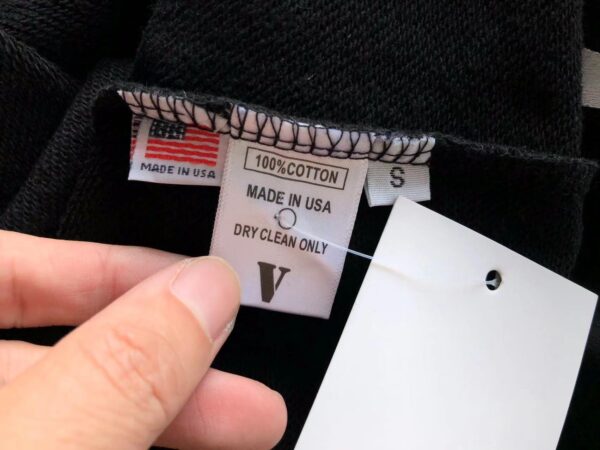 MADE IN USA
100%COTTON
MADE IN USA
DRY CLEAN ONLY
V
S